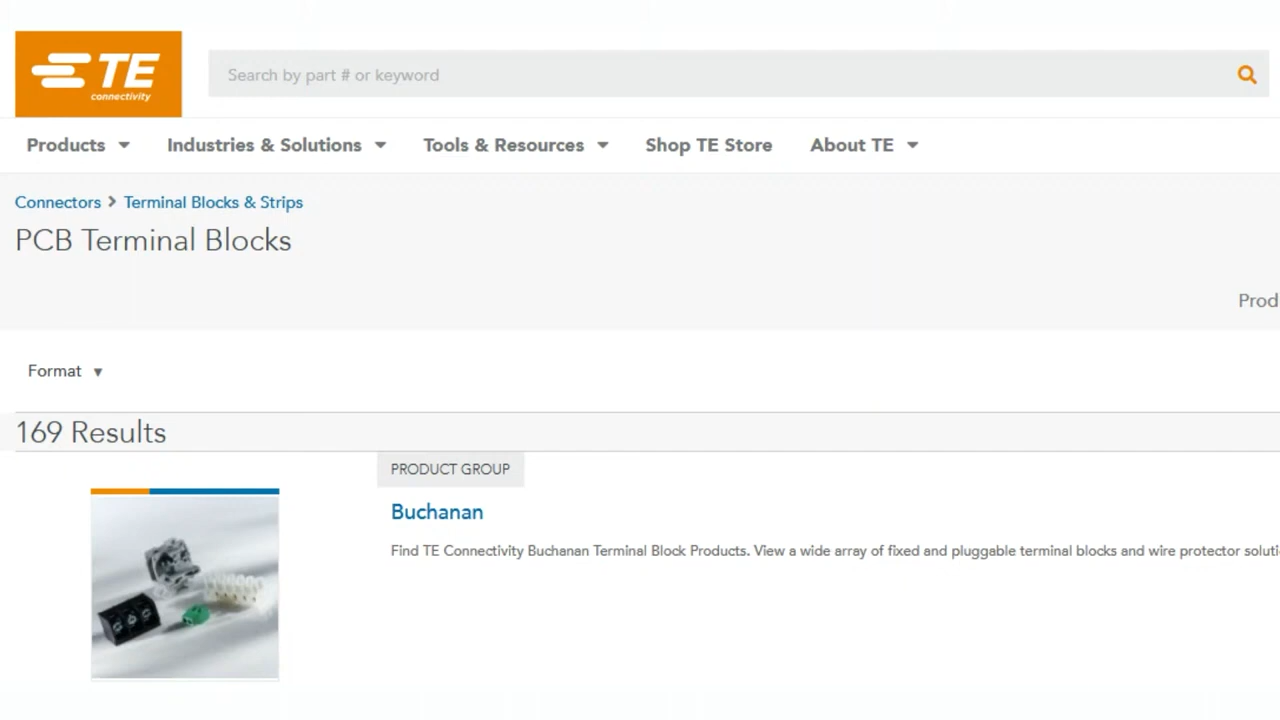 TE
connectivity
Search by part # or keyword
Products Industries & Solutions Tools & Resources Shop TE Store About TE
Connectors Terminal Blocks & Strips
PCB Terminal Blocks
Prod
Format
169 Results
PRODUCT GROUP
Buchanan
Find TE Connectivity Buchanan Terminal Block Products. View a wide array of fixed and pluggable terminal blocks and wire protector soluti